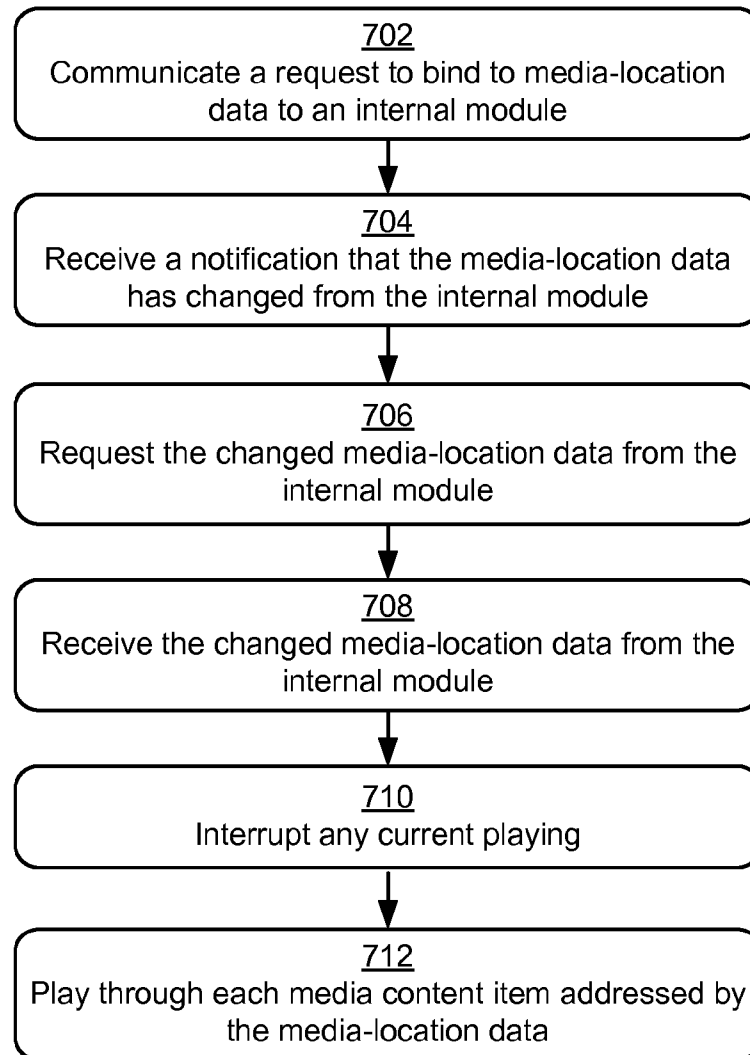 702
Communicate a request to bind to media-location
data to an internal module
704
Receive a notification that the media-location data
has changed from the internal module
706
Request the changed media-location data from the
internal module
708
Receive the changed media-location data from the
internal module
710
Interrupt any current playing
712
Play through each media content item addressed by
the media-location data